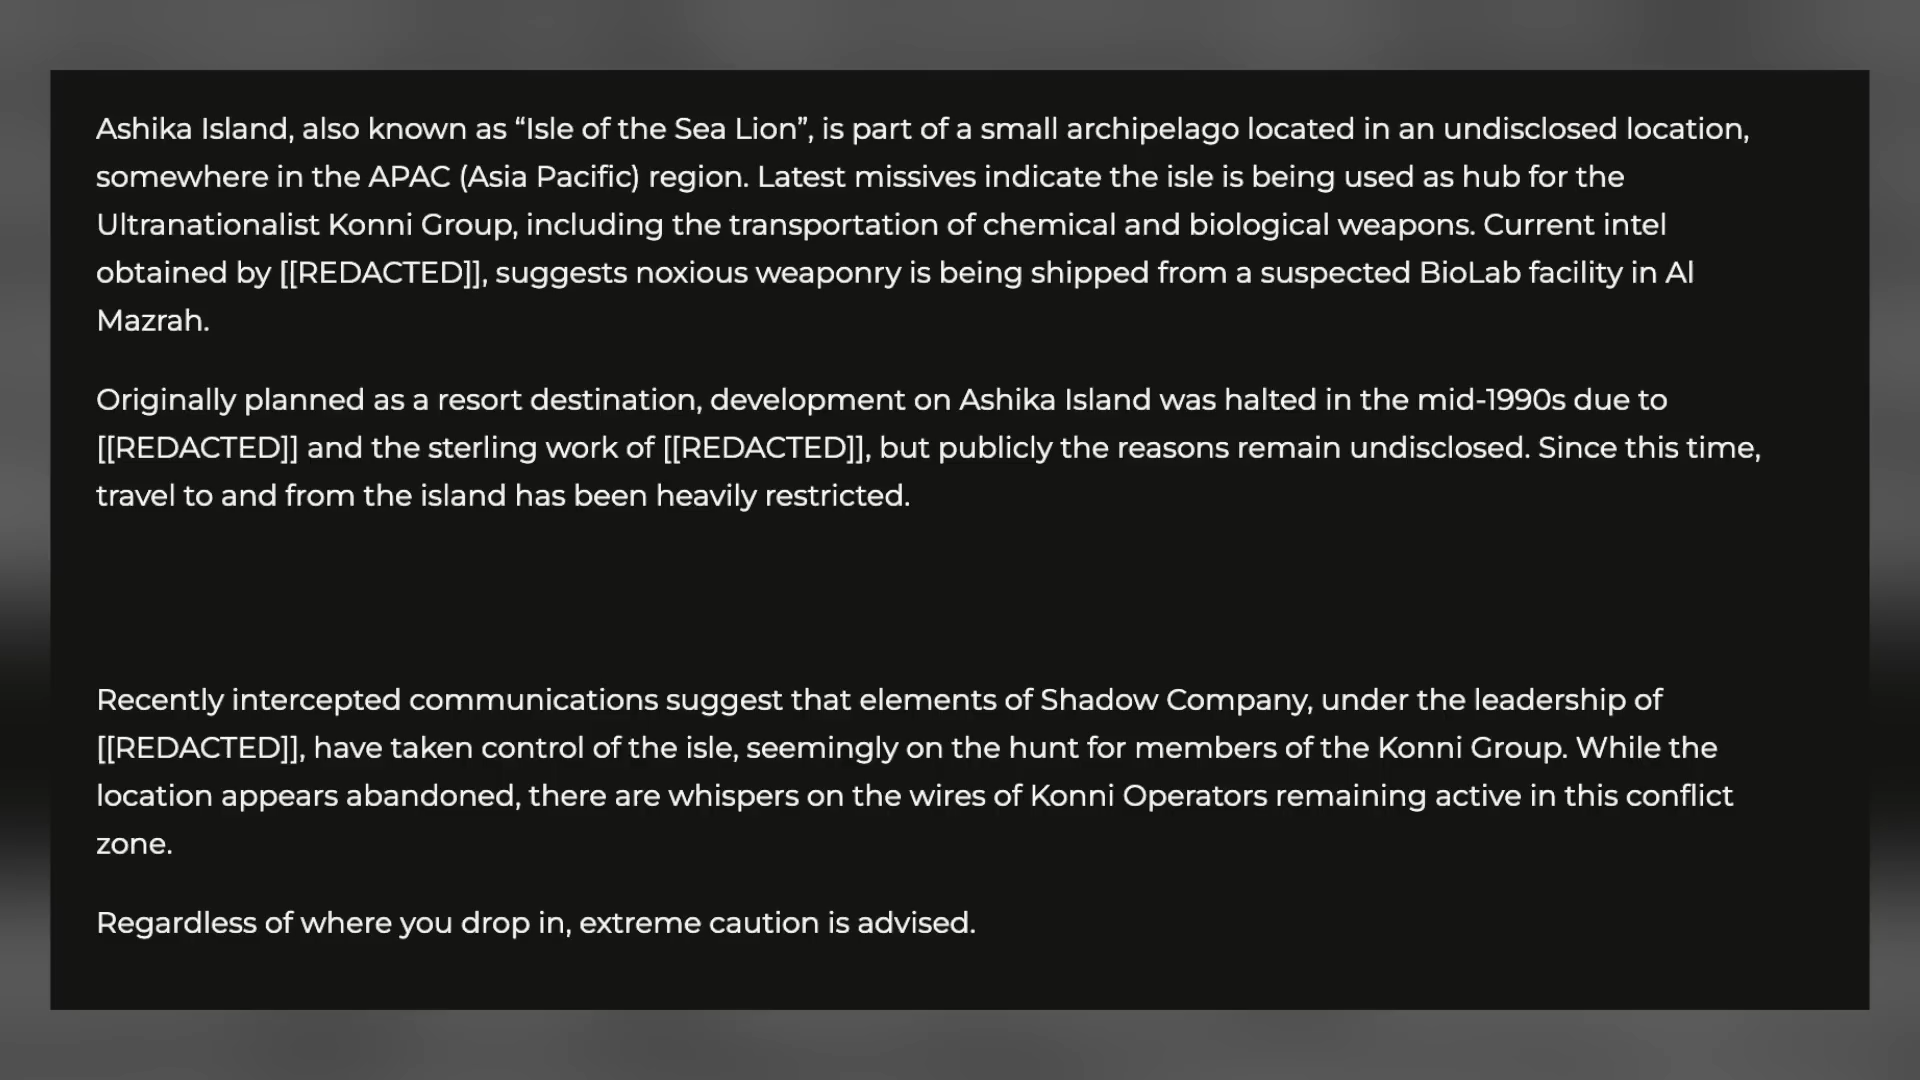 Ashika Island, also known as “Isle of the Sea Lion”, is part of a small archipelago located in an undisclosed location,
somewhere in the APAC (Asia Pacific) region. Latest missives indicate the isle is being used as hub for the
Ultranationalist Konni Group, including the transportation of chemical and biological weapons. Current intel
obtained by [[REDACTED]], suggests noxious weaponry is being shipped from a suspected BioLab facility in Al
Mazrah.
Originally planned as a resort destination, development on Ashika Island was halted in the mid-1990s due to
[[REDACTED]] and the sterling work of [[REDACTED]], but publicly the reasons remain undisclosed. Since this time,
travel to and from the island has been heavily restricted.
Recently intercepted communications suggest that elements of Shadow Company, under the leadership of
[[REDACTED]], have taken control of the isle, seemingly on the hunt for members of the Konni Group. While the
location appears abandoned, there are whispers on the wires of Konni Operators remaining active in this conflict
zone.
Regardless of where you drop in, extreme caution is advised.